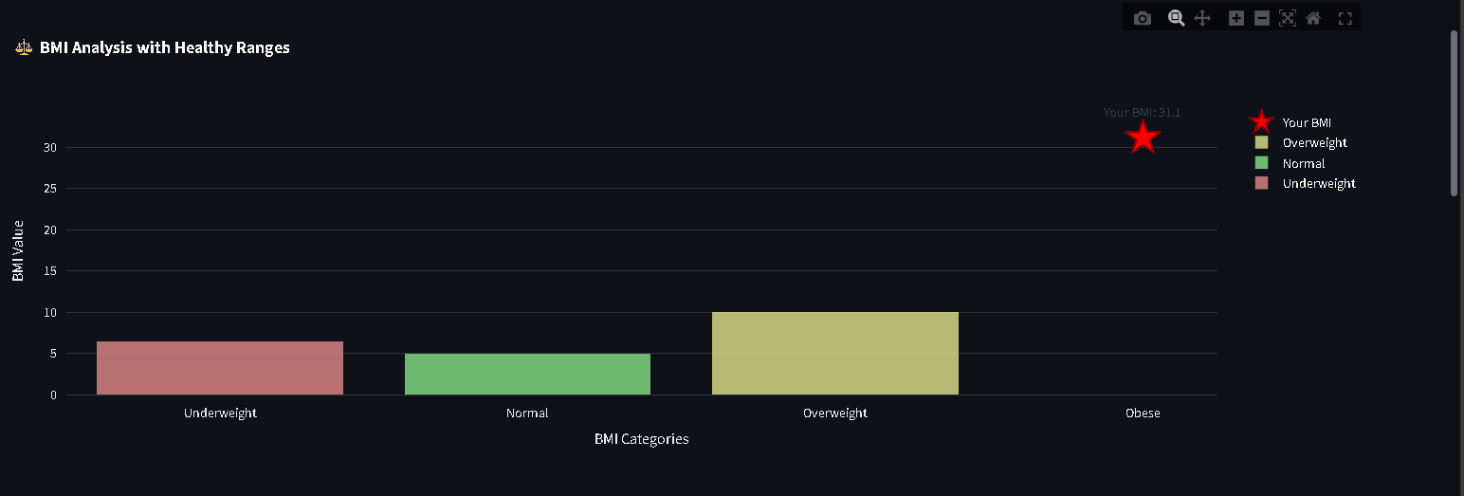 BMI Analysis with Healthy Ranges
Your BMI: 31.1
Your BMI
Overweight
Normal
Underweight
30
25
20
15
10
5
0
BMI Value
Underweight Normal Overweight Obese
BMI Categories